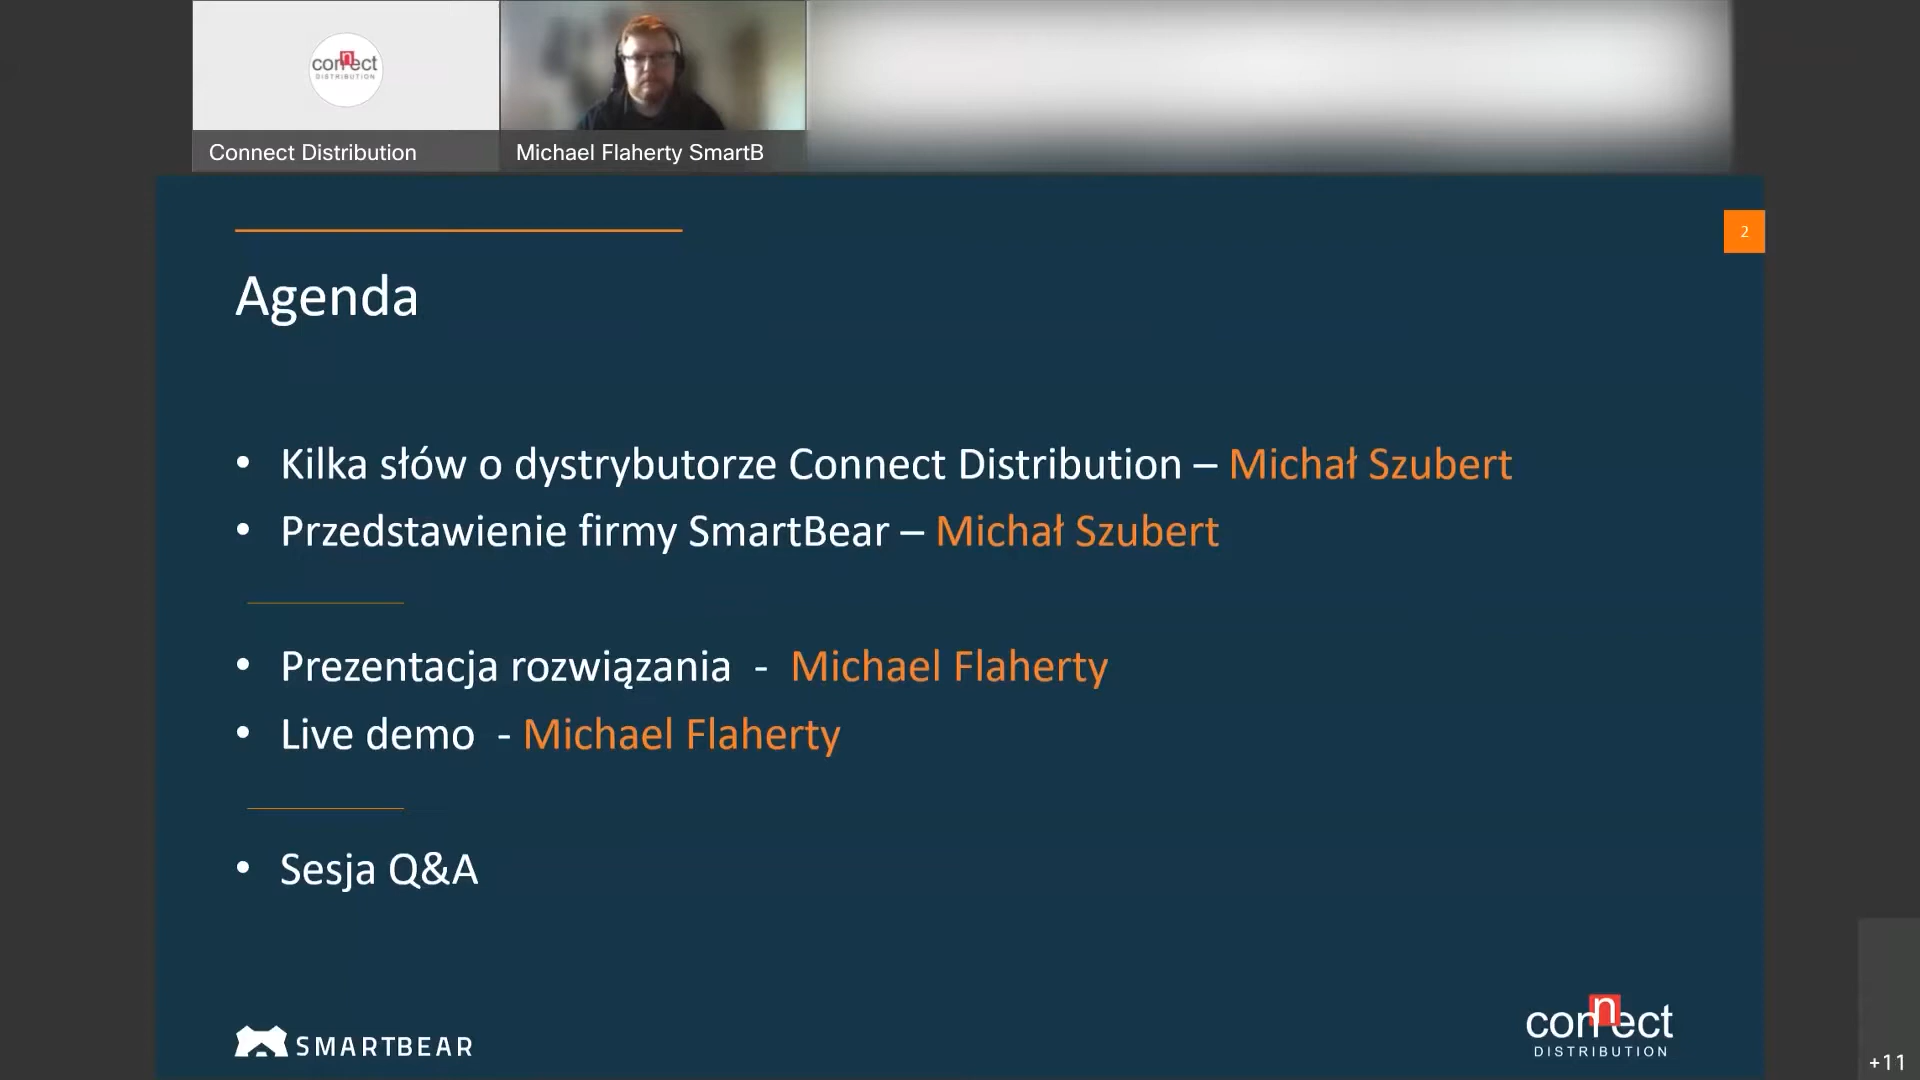 connect
DISTRIBUTION
Connect Distribution
Michael Flaherty SmartB
2
Agenda
• Kilka słów o dystrybutorze Connect Distribution – Michał Szubert
• Przedstawienie firmy SmartBear – Michał Szubert
• Prezentacja rozwiązania - Michael Flaherty
• Live demo - Michael Flaherty
• Sesja Q&A
SMARTBEAR
connect
DISTRIBUTION
+11